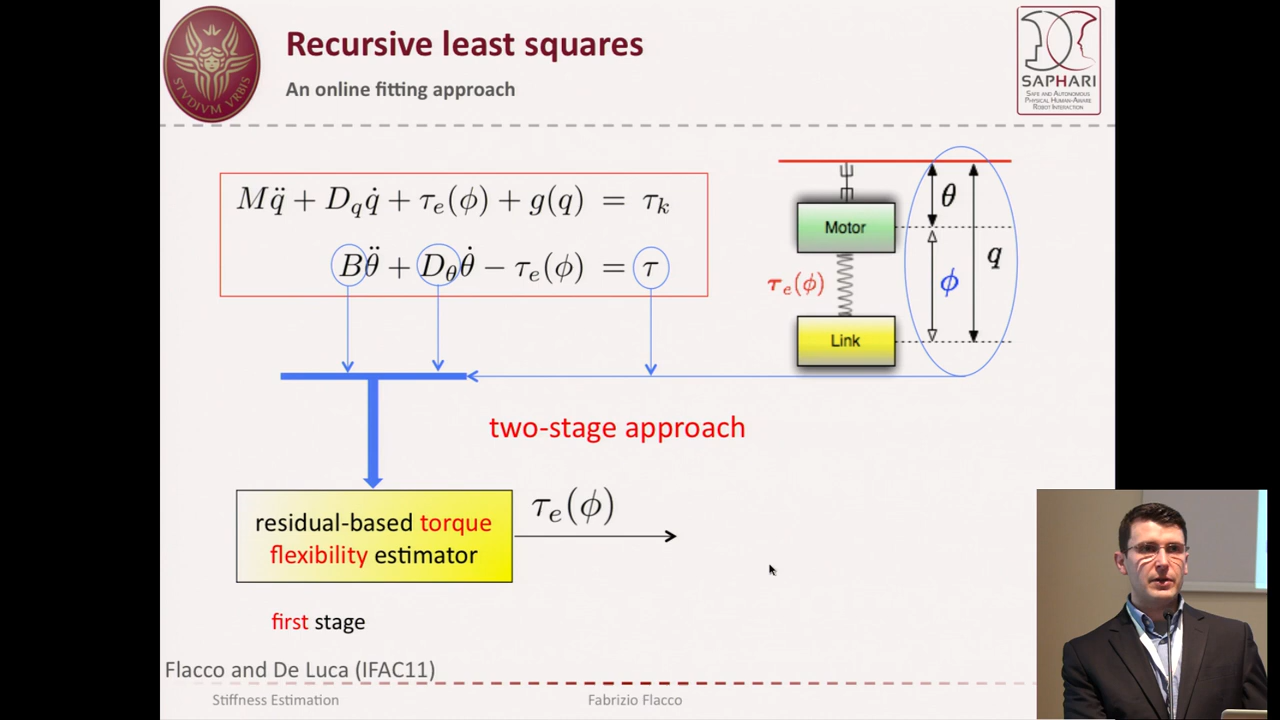 Recursive least squares
An online fitting approach
STVDIVM VRBIS
SAPHARI
SAFE AND AUTONOMOUS
PHYSICAL HUMAN-AWARE
ROBOT INTERACTION
Mq̈ + D_q q̇ + τ_e(ϕ) + g(q) = τ_k
Bθ̈ + D_θ θ̇ − τ_e(ϕ) = τ
Motor
τ_e(ϕ)
Link
θ
q
ϕ
two-stage approach
residual-based torque
flexibility estimator
τ_e(ϕ)
first stage
Flacco and De Luca (IFAC11)
Stiffness Estimation
Fabrizio Flacco